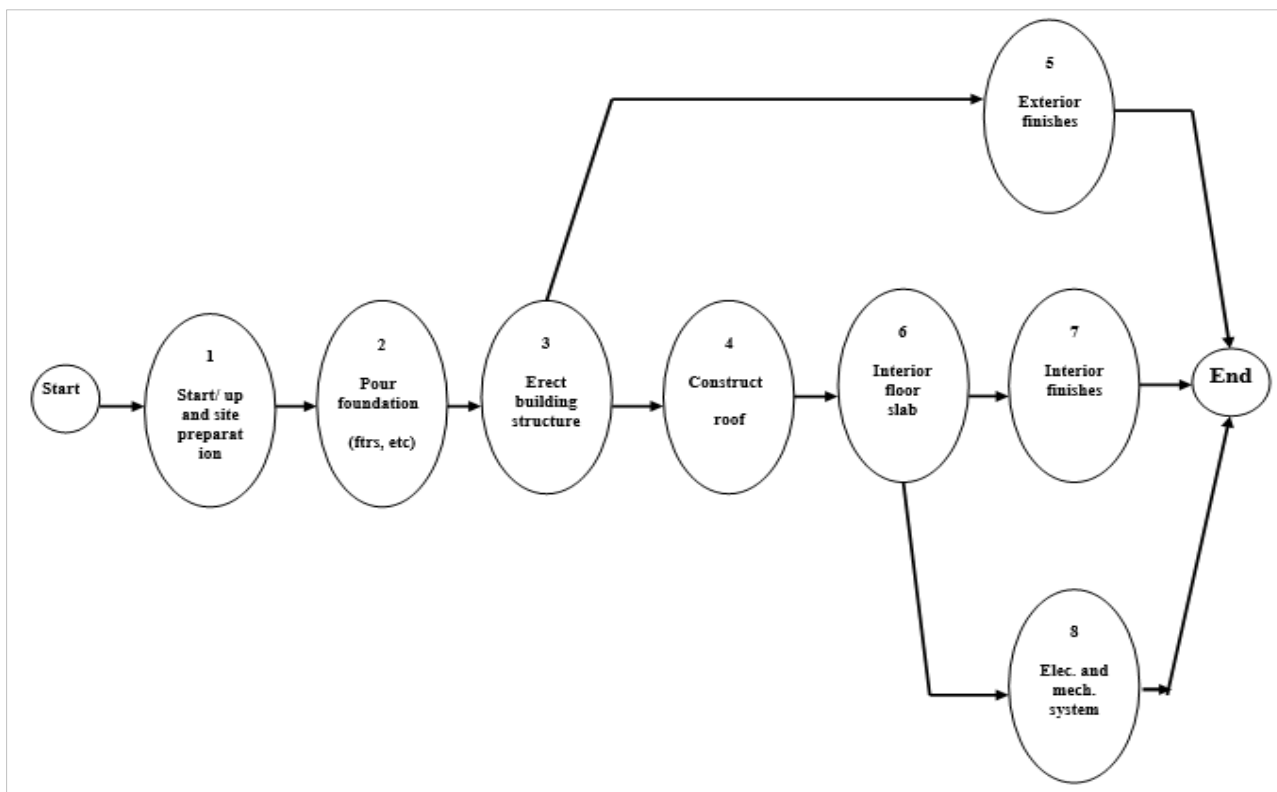 Start
1
Start/ up
and site
preparat
ion
2
Pour
foundation
(ftrs, etc)
3
Erect
building
structure
4
Construct
roof
5
Exterior
finishes
6
Interior
floor
slab
7
Interior
finishes
8
Elec. and
mech.
system
End